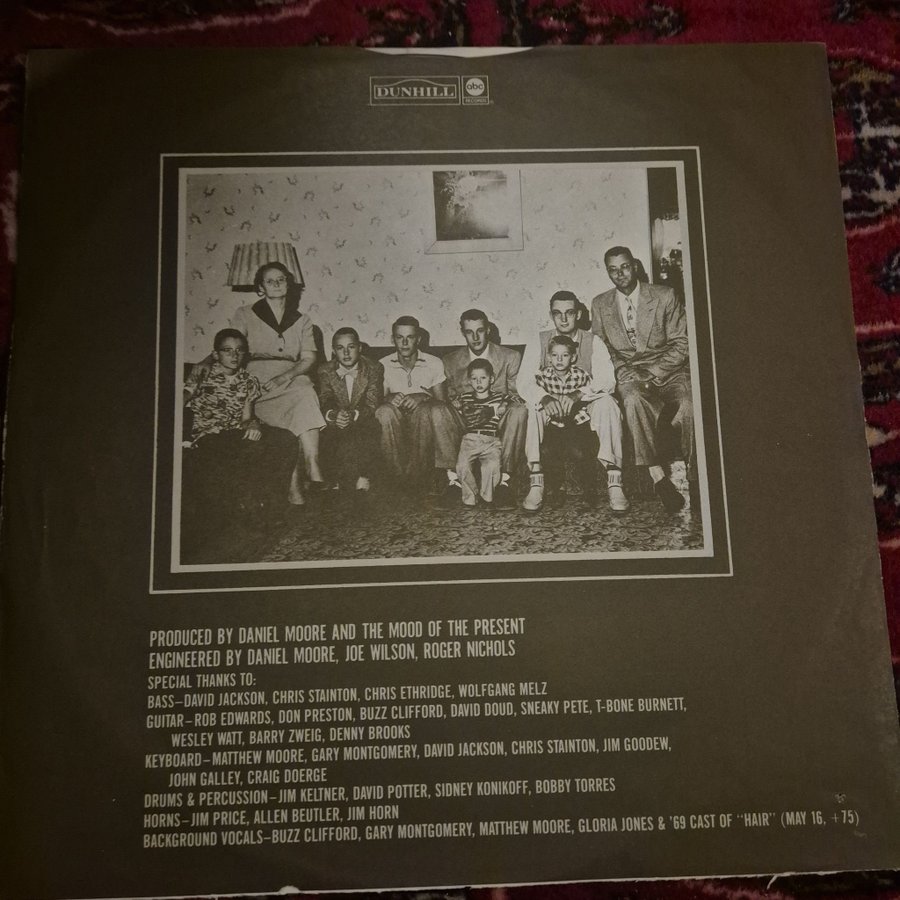 DUNHILL abc
RECORDS
PRODUCED BY DANIEL MOORE AND THE MOOD OF THE PRESENT
ENGINEERED BY DANIEL MOORE, JOE WILSON, ROGER NICHOLS
SPECIAL THANKS TO:
BASS–DAVID JACKSON, CHRIS STAINTON, CHRIS ETHRIDGE, WOLFGANG MELZ
GUITAR–ROB EDWARDS, DON PRESTON, BUZZ CLIFFORD, DAVID DOUD, SNEAKY PETE, T-BONE BURNETT,
WESLEY WATT, BARRY ZWEIG, DENNY BROOKS
KEYBOARD–MATTHEW MOORE, GARY MONTGOMERY, DAVID JACKSON, CHRIS STAINTON, JIM GOODEW,
JOHN GALLEY, CRAIG DOERGE
DRUMS & PERCUSSION–JIM KELTNER, DAVID POTTER, SIDNEY KONIKOFF, BOBBY TORRES
HORNS–JIM PRICE, ALLEN BEUTLER, JIM HORN
BACKGROUND VOCALS–BUZZ CLIFFORD, GARY MONTGOMERY, MATTHEW MOORE, GLORIA JONES & '69 CAST OF "HAIR" (MAY 16, +75)